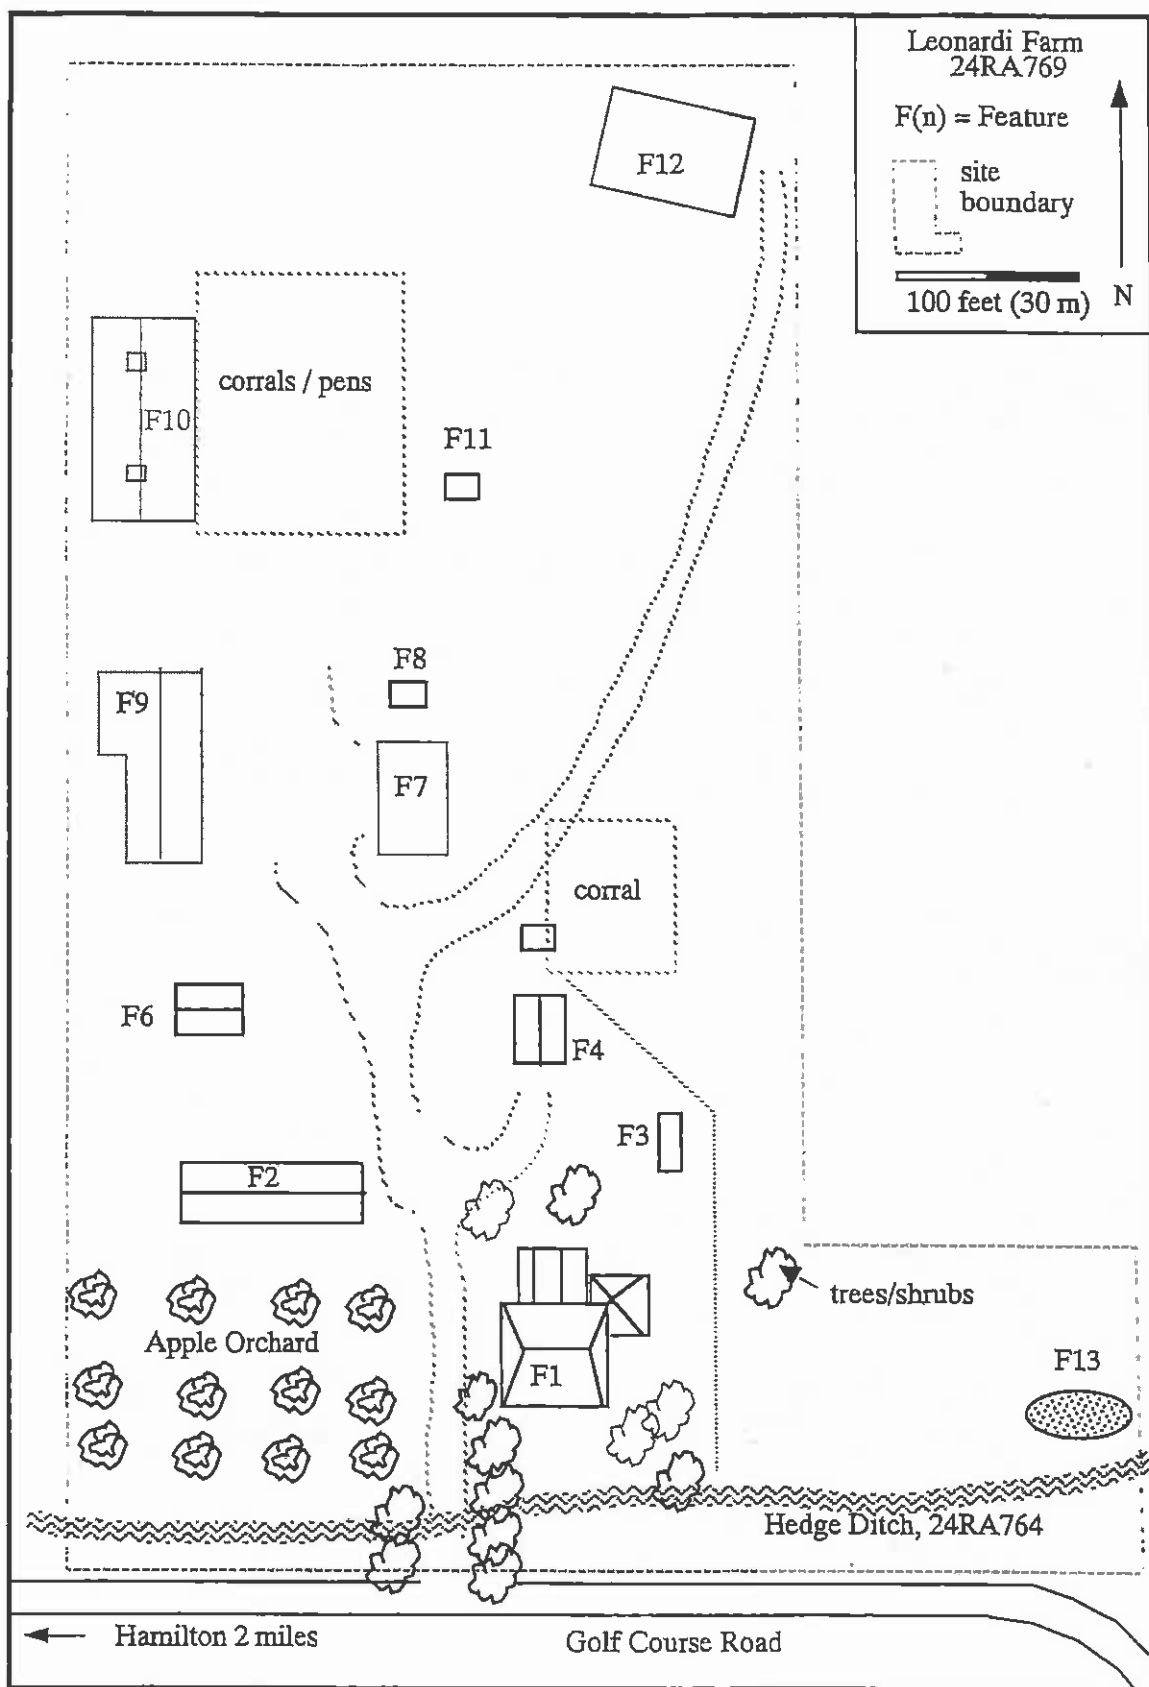 Leonardi Farm
24RA769
F(n) = Feature
site
boundary
100 feet (30 m)
N
F12
corrals / pens
F10
F11
F8
F9
F7
corral
F6
F4
F3
F2
trees/shrubs
Apple Orchard
F1
F13
Hedge Ditch, 24RA764
Hamilton 2 miles
Golf Course Road